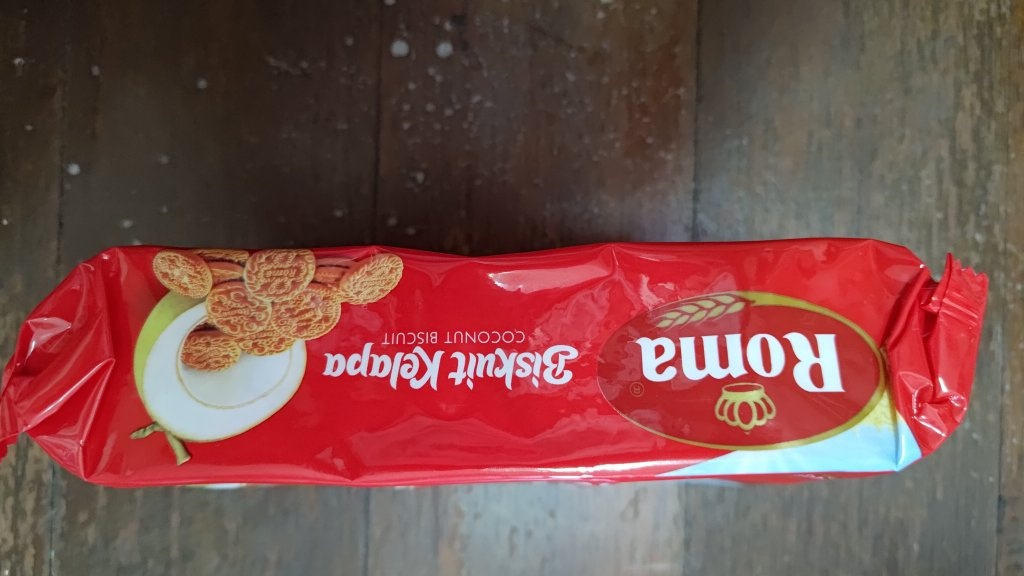 Roma
®
Biskuit Kelapa
COCONUT BISCUIT